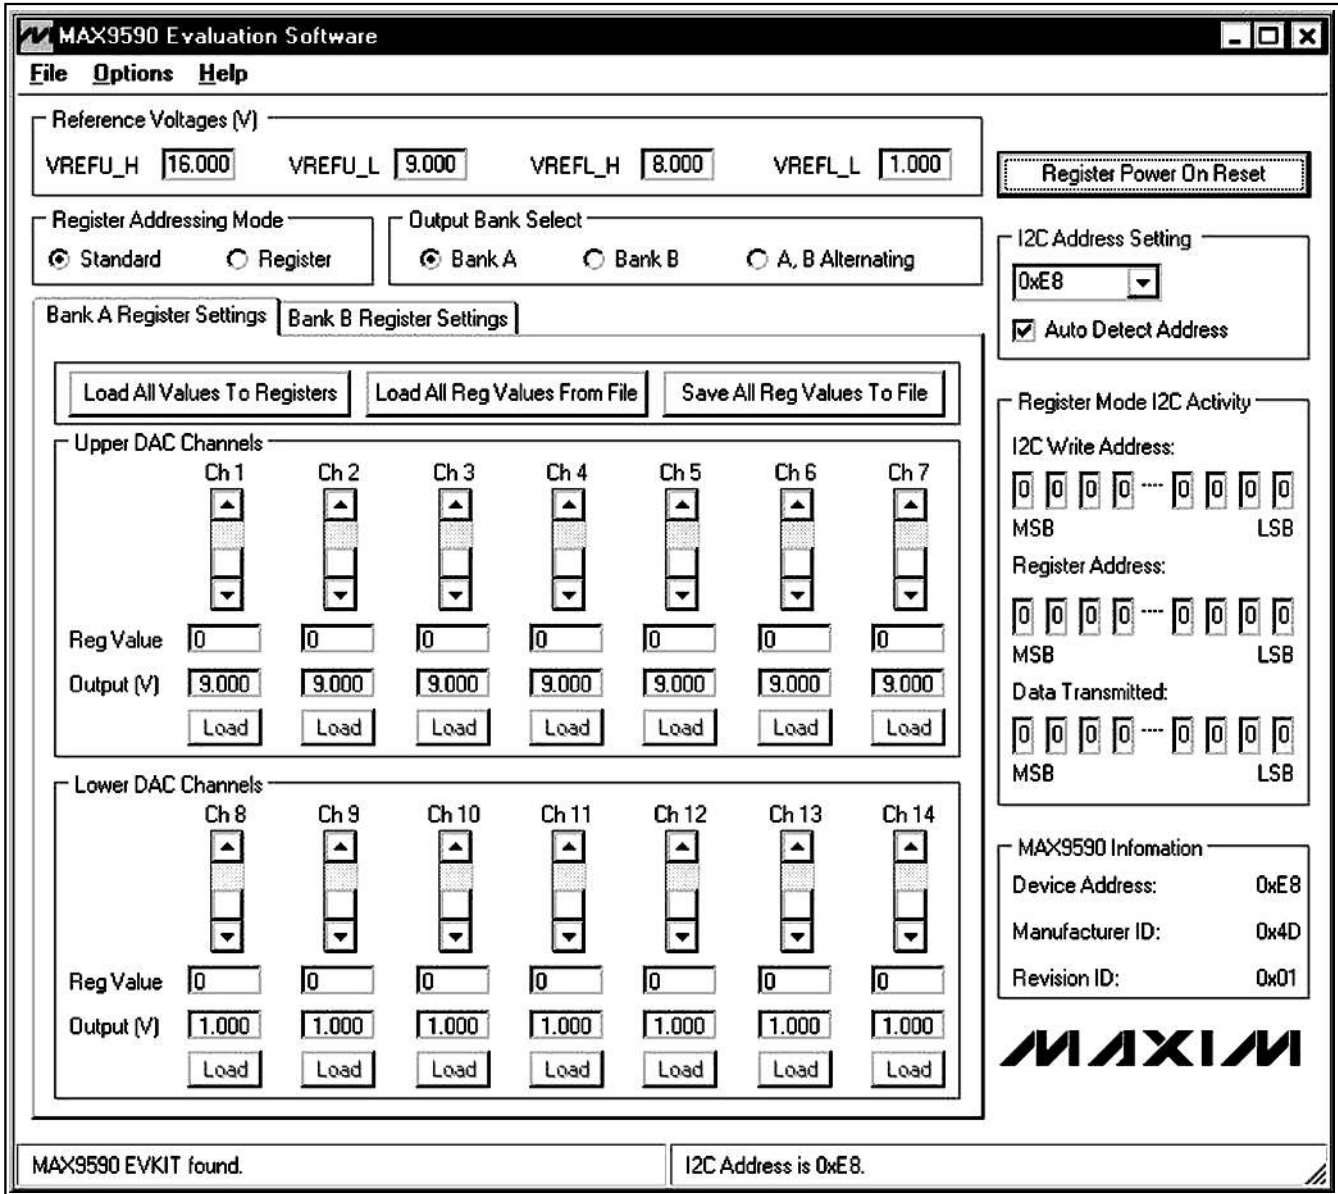 MAX9590 Evaluation Software
File Options Help
Reference Voltages (V)
VREFU_H 16.000 VREFU_L 9.000 VREFL_H 8.000 VREFL_L 1.000
Register Power On Reset
Register Addressing Mode
Standard Register
Output Bank Select
Bank A Bank B A, B Alternating
I2C Address Setting
0xE8
Auto Detect Address
Bank A Register Settings Bank B Register Settings
Load All Values To Registers Load All Reg Values From File Save All Reg Values To File
Upper DAC Channels
Ch 1 Ch 2 Ch 3 Ch 4 Ch 5 Ch 6 Ch 7
Reg Value 0 0 0 0 0 0 0
Output (V) 9.000 9.000 9.000 9.000 9.000 9.000 9.000
Load Load Load Load Load Load Load
Lower DAC Channels
Ch 8 Ch 9 Ch 10 Ch 11 Ch 12 Ch 13 Ch 14
Reg Value 0 0 0 0 0 0 0
Output (V) 1.000 1.000 1.000 1.000 1.000 1.000 1.000
Load Load Load Load Load Load Load
Register Mode I2C Activity
I2C Write Address:
0 0 0 0 ---- 0 0 0 0
MSB LSB
Register Address:
0 0 0 0 ---- 0 0 0 0
MSB LSB
Data Transmitted:
0 0 0 0 ---- 0 0 0 0
MSB LSB
MAX9590 Infomation
Device Address: 0xE8
Manufacturer ID: 0x4D
Revision ID: 0x01
MAXIM
MAX9590 EVKIT found. I2C Address is 0xE8.